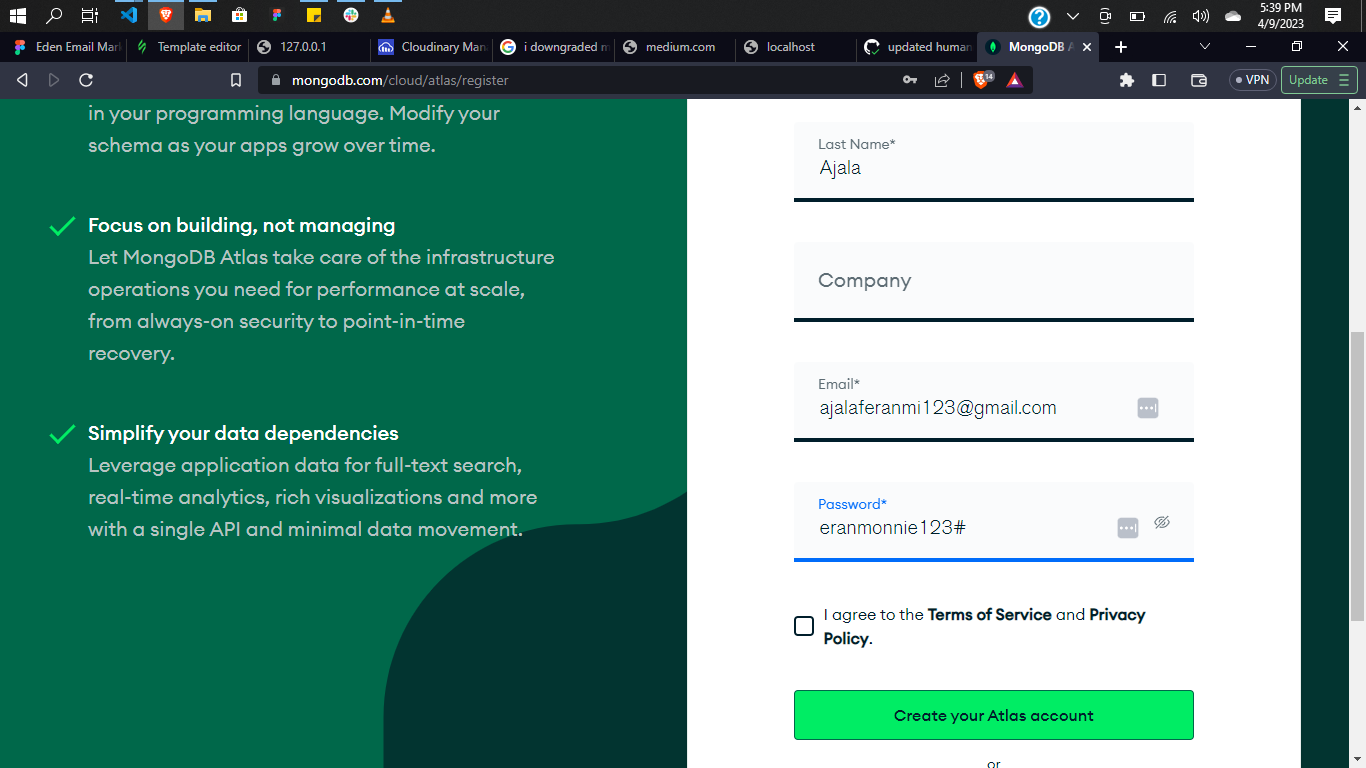 5:39 PM
4/9/2023
Eden Email Mark
Template editor
127.0.0.1
Cloudinary Man
i downgraded m
medium.com
localhost
updated human
MongoDB A
mongodb.com/cloud/atlas/register
14
VPN
Update
in your programming language. Modify your
schema as your apps grow over time.
Focus on building, not managing
Let MongoDB Atlas take care of the infrastructure
operations you need for performance at scale,
from always-on security to point-in-time
recovery.
Simplify your data dependencies
Leverage application data for full-text search,
real-time analytics, rich visualizations and more
with a single API and minimal data movement.
Last Name*
Ajala
Company
Email*
ajalaferanmi123@gmail.com
Password*
eranmonnie123#
I agree to the Terms of Service and Privacy
Policy.
Create your Atlas account
or